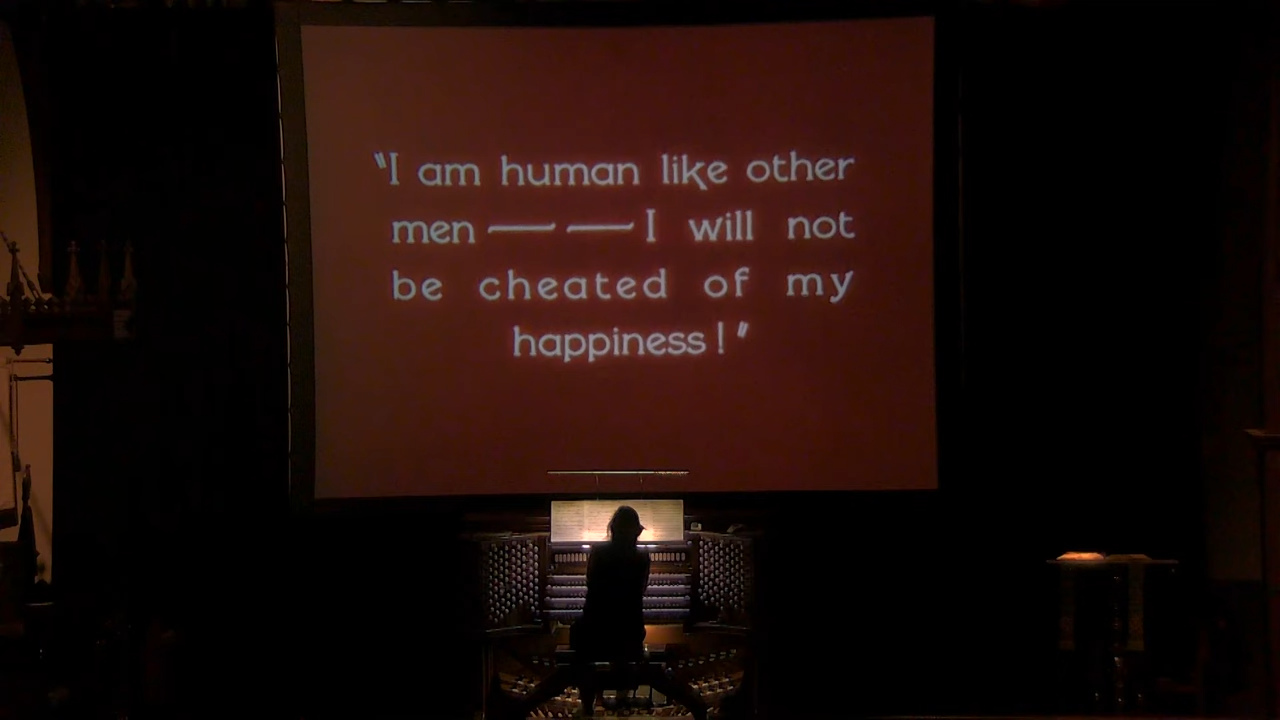 "I am human like other
men — — I will not
be cheated of my
happiness!"